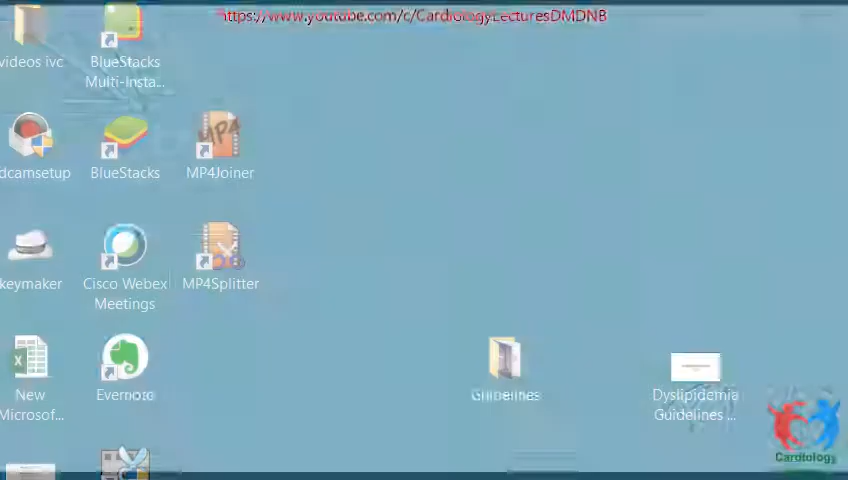 https://www.youtube.com/c/CardiologyLecturesDMDNB
videos ivc
BlueStacks
Multi-Insta...
dcamsetup
BlueStacks
MP4
MP4Joiner
keymaker
Cisco Webex
Meetings
MP4Splitter
New
Microsof...
Evernote
Guidelines
Dyslipidemia
Guidelines ...
Cardiology